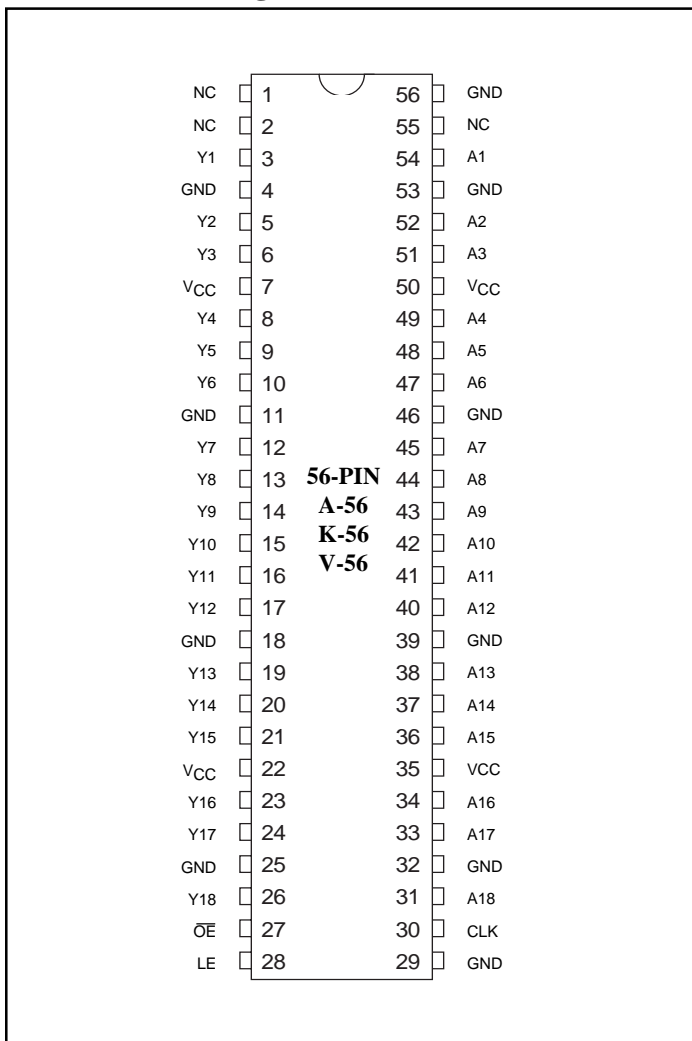 NC 1 56 GND
NC 2 55 NC
Y1 3 54 A1
GND 4 53 GND
Y2 5 52 A2
Y3 6 51 A3
VCC 7 50 VCC
Y4 8 49 A4
Y5 9 48 A5
Y6 10 47 A6
GND 11 46 GND
Y7 12 45 A7
Y8 13 56-PIN 44 A8
Y9 14 A-56 43 A9
Y10 15 K-56 42 A10
V-56
Y11 16 41 A11
Y12 17 40 A12
GND 18 39 GND
Y13 19 38 A13
Y14 20 37 A14
Y15 21 36 A15
VCC 22 35 VCC
Y16 23 34 A16
Y17 24 33 A17
GND 25 32 GND
Y18 26 31 A18
O̅E̅ 27 30 CLK
LE 28 29 GND